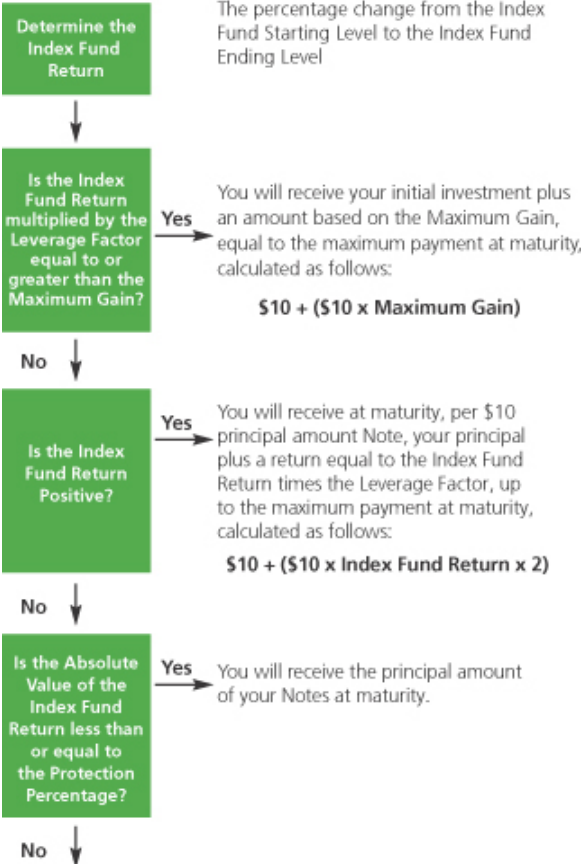 Determine the
Index Fund
Return
The percentage change from the Index
Fund Starting Level to the Index Fund
Ending Level
Is the Index
Fund Return
multiplied by the
Leverage Factor
equal to or
greater than the
Maximum Gain?
Yes
You will receive your initial investment plus
an amount based on the Maximum Gain,
equal to the maximum payment at maturity,
calculated as follows:
$10 + ($10 x Maximum Gain)
No
Is the Index
Fund Return
Positive?
Yes
You will receive at maturity, per $10
principal amount Note, your principal
plus a return equal to the Index Fund
Return times the Leverage Factor, up
to the maximum payment at maturity,
calculated as follows:
$10 + ($10 x Index Fund Return x 2)
No
Is the Absolute
Value of the
Index Fund
Return less than
or equal to
the Protection
Percentage?
Yes
You will receive the principal amount
of your Notes at maturity.
No